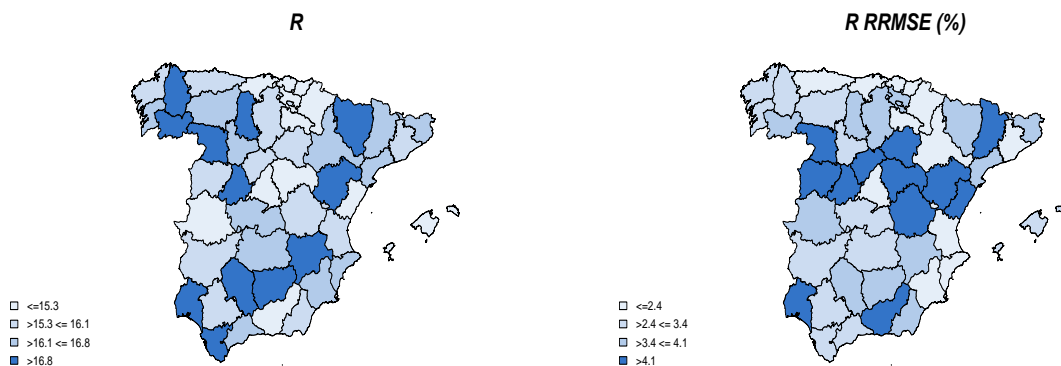 R
<=15.3
>15.3 <= 16.1
>16.1 <= 16.8
>16.8
R RRMSE (%)
<=2.4
>2.4 <= 3.4
>3.4 <= 4.1
>4.1